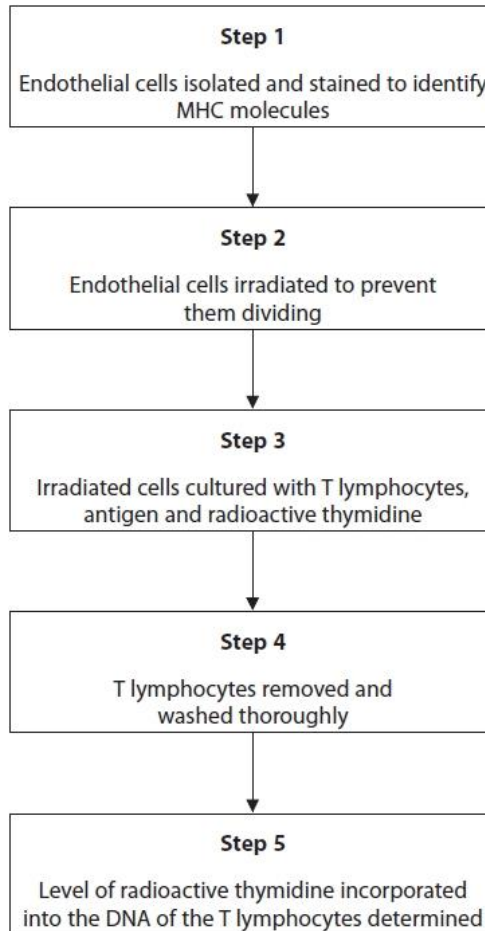 Step 1
Endothelial cells isolated and stained to identify
MHC molecules
Step 2
Endothelial cells irradiated to prevent
them dividing
Step 3
Irradiated cells cultured with T lymphocytes,
antigen and radioactive thymidine
Step 4
T lymphocytes removed and
washed thoroughly
Step 5
Level of radioactive thymidine incorporated
into the DNA of the T lymphocytes determined